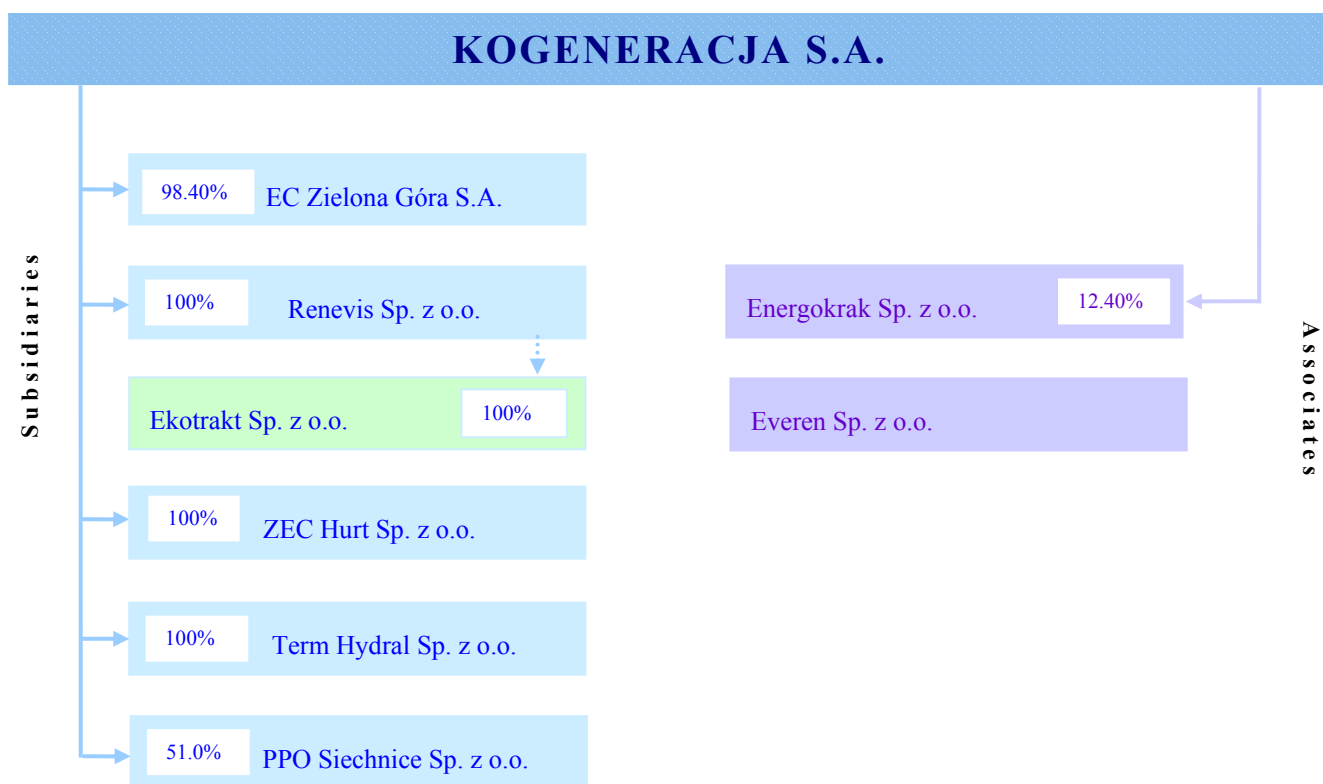 KOGENERACJA S.A.
Subsidiaries
98.40% EC Zielona Góra S.A.
100% Renevis Sp. z o.o.
Ekotrakt Sp. z o.o. 100%
100% ZEC Hurt Sp. z o.o.
100% Term Hydral Sp. z o.o.
51.0% PPO Siechnice Sp. z o.o.
Energokrak Sp. z o.o. 12.40%
Everen Sp. z o.o.
Associates